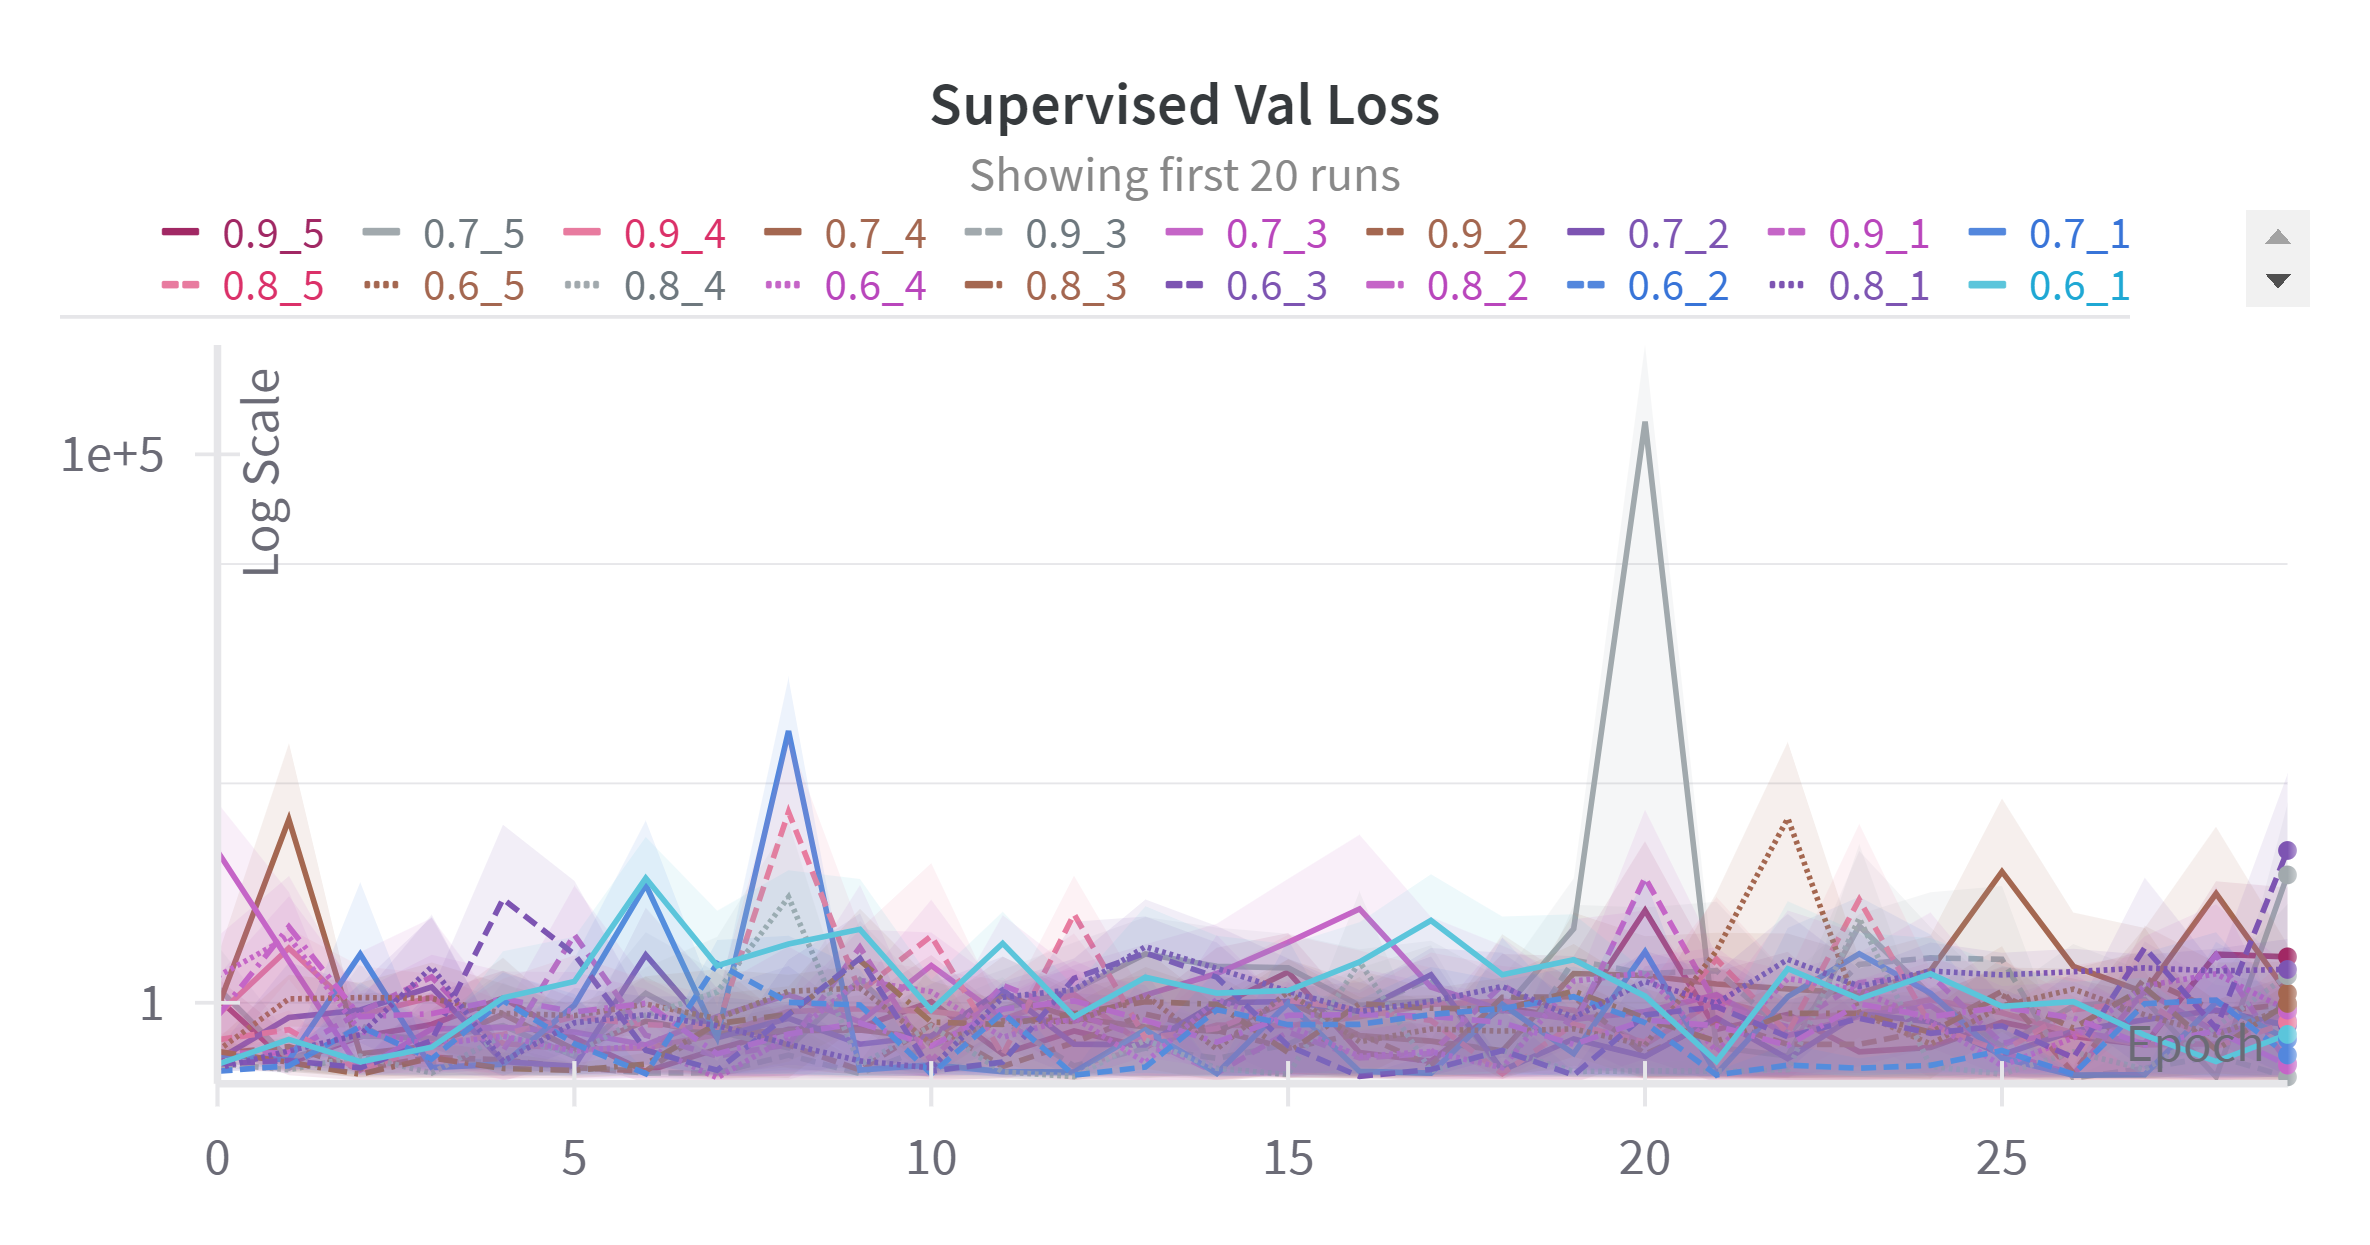 Supervised Val Loss
Showing first 20 runs
0.9_5 0.7_5 0.9_4 0.7_4 0.9_3 0.7_3 0.9_2 0.7_2 0.9_1 0.7_1
0.8_5 0.6_5 0.8_4 0.6_4 0.8_3 0.6_3 0.8_2 0.6_2 0.8_1 0.6_1
Log Scale
1e+5
1
Epoch
0 5 10 15 20 25